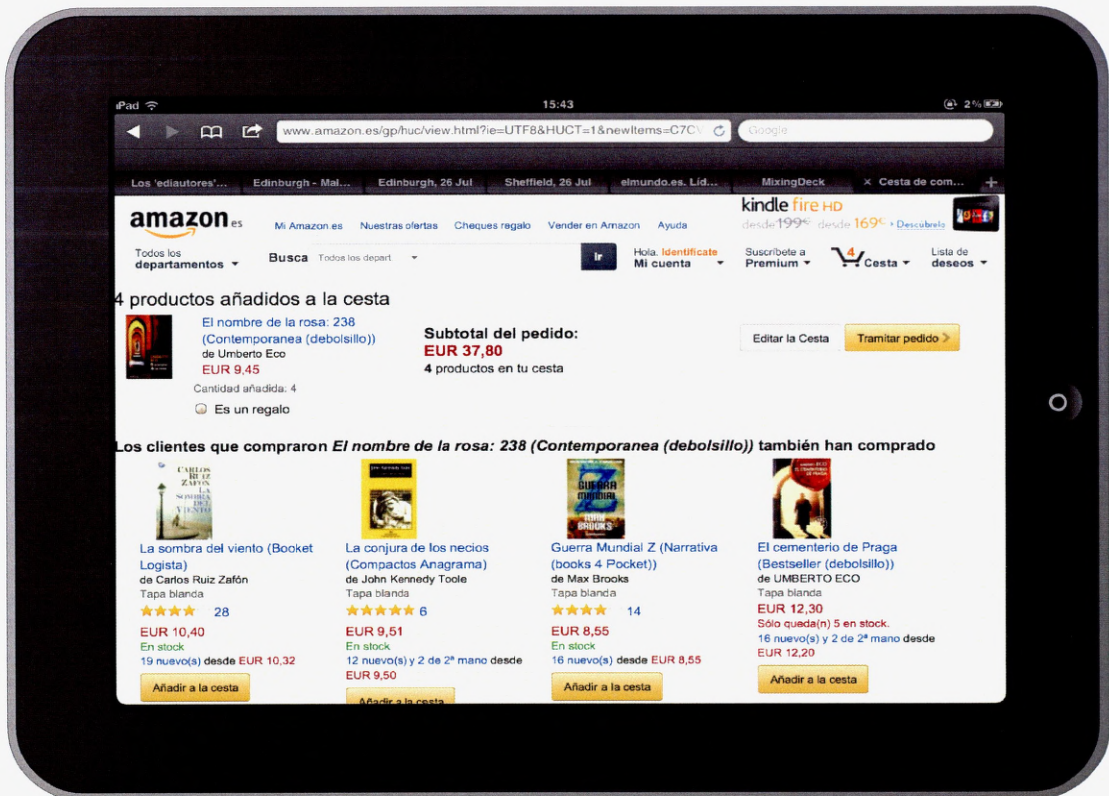 iPad 15:43 2%
www.amazon.es/gp/huc/view.html?ie=UTF8&HUCT=1&newItems=C7CV Google
Los 'ediautores'... Edinburgh - Mai... Edinburgh, 26 Jul Sheffield, 26 Jul elmundo.es. Líd... MixingDeck × Cesta de com... +
kindle fire HD
desde 199€ desde 169€ › Descúbrelo
amazon.es Mi Amazon.es Nuestras ofertas Cheques regalo Vender en Amazon Ayuda
Todos los
departamentos Busca Todos los depart. Ir Hola. Identifícate
Mi cuenta Suscríbete a
Premium 4 Cesta Lista de
deseos
4 productos añadidos a la cesta
El nombre de la rosa: 238
(Contemporanea (debolsillo))
de Umberto Eco
EUR 9,45
Cantidad añadida: 4
Es un regalo
Subtotal del pedido:
EUR 37,80
4 productos en tu cesta
Editar la Cesta Tramitar pedido >
Los clientes que compraron El nombre de la rosa: 238 (Contemporanea (debolsillo)) también han comprado
CARLOS
RUIZ
ZAFÓN
LA
SOMBRA
DEL
VIENTO
La sombra del viento (Booket
Logista)
de Carlos Ruiz Zafón
Tapa blanda
28
EUR 10,40
En stock
19 nuevo(s) desde EUR 10,32
Añadir a la cesta
La conjura de los necios
(Compactos Anagrama)
de John Kennedy Toole
Tapa blanda
6
EUR 9,51
En stock
12 nuevo(s) y 2 de 2ª mano desde
EUR 9,50
Añadir a la cesta
GUERRA
MUNDIAL
Z
BROOKS
Guerra Mundial Z (Narrativa
(books 4 Pocket))
de Max Brooks
Tapa blanda
14
EUR 8,55
En stock
16 nuevo(s) desde EUR 8,55
Añadir a la cesta
El cementerio de Praga
(Bestseller (debolsillo))
de UMBERTO ECO
Tapa blanda
EUR 12,30
Sólo queda(n) 5 en stock.
16 nuevo(s) y 2 de 2ª mano desde
EUR 12,20
Añadir a la cesta